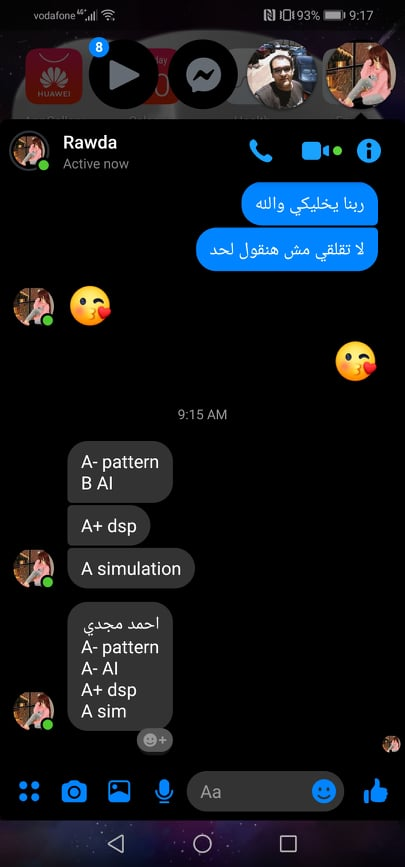 vodafone 4G 93% 9:17
8
HUAWEI
Rawda
Active now
ربنا يخليكي والله
لا تقلقي مش هنقول لحد
9:15 AM
A- pattern
B AI
A+ dsp
A simulation
احمد مجدي
A- pattern
A- AI
A+ dsp
A sim
Aa